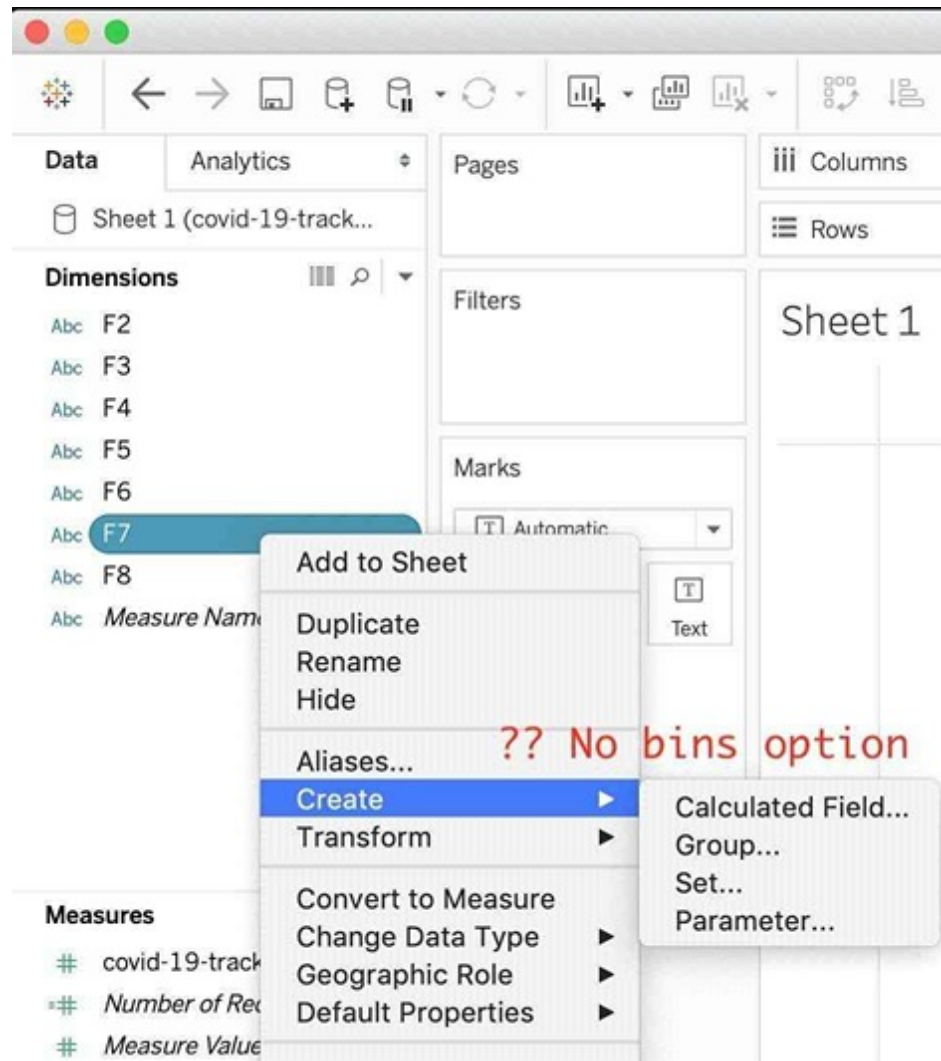 Data
Analytics
Pages
iii Columns
Sheet 1 (covid-19-track...
Rows
Dimensions
Filters
Sheet 1
Abc F2
Abc F3
Abc F4
Abc F5
Abc F6
Abc F7
Abc F8
Abc Measure Nam
Marks
T Automatic
T
Text
Add to Sheet
Duplicate
Rename
Hide
?? No bins option
Aliases...
Create
Transform
Calculated Field...
Group...
Set...
Parameter...
Convert to Measure
Change Data Type
Geographic Role
Default Properties
Measures
# covid-19-track
=# Number of Rec
# Measure Value